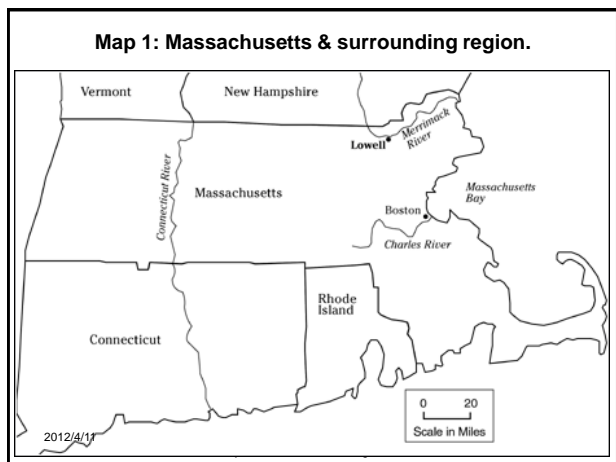 Map 1: Massachusetts & surrounding region.
Vermont
New Hampshire
Lowell
Merrimack
River
Connecticut River
Massachusetts
Massachusetts
Bay
Boston
Charles River
Rhode
Island
Connecticut
0 20
Scale in Miles
2012/4/11